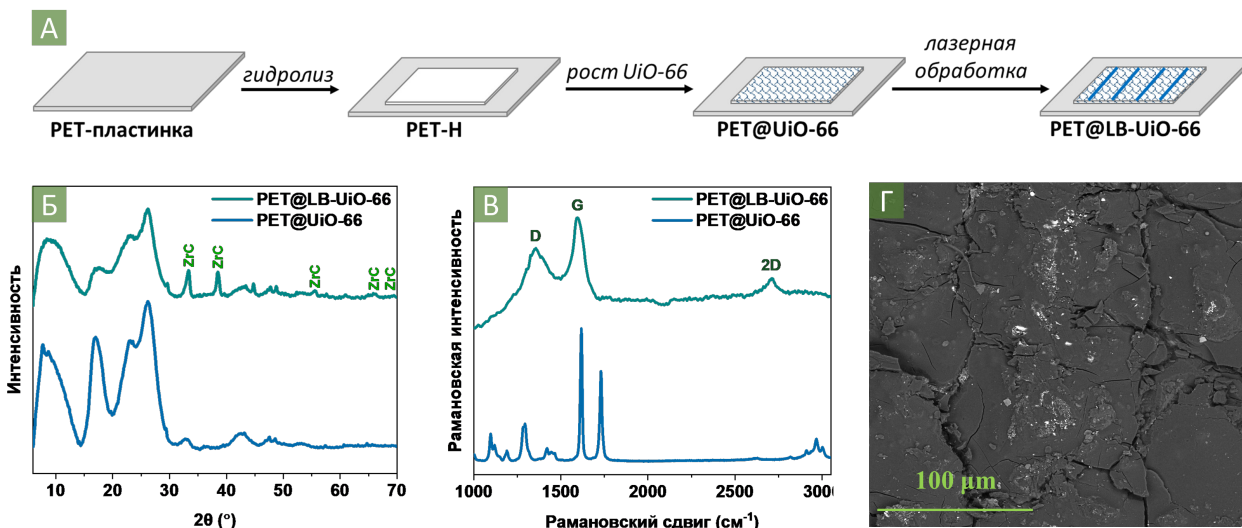 А
гидролиз
рост UiO-66
лазерная
обработка
PET-пластинка
PET-H
PET@UiO-66
PET@LB-UiO-66
Б
PET@LB-UiO-66
PET@UiO-66
ZrC
ZrC
ZrC
ZrC
ZrC
Интенсивность
10 20 30 40 50 60 70
2θ (°)
В
PET@LB-UiO-66
PET@UiO-66
D
G
2D
Рамановская интенсивность
1000 1500 2000 2500 3000
Рамановский сдвиг (см⁻¹)
Г
100 µm